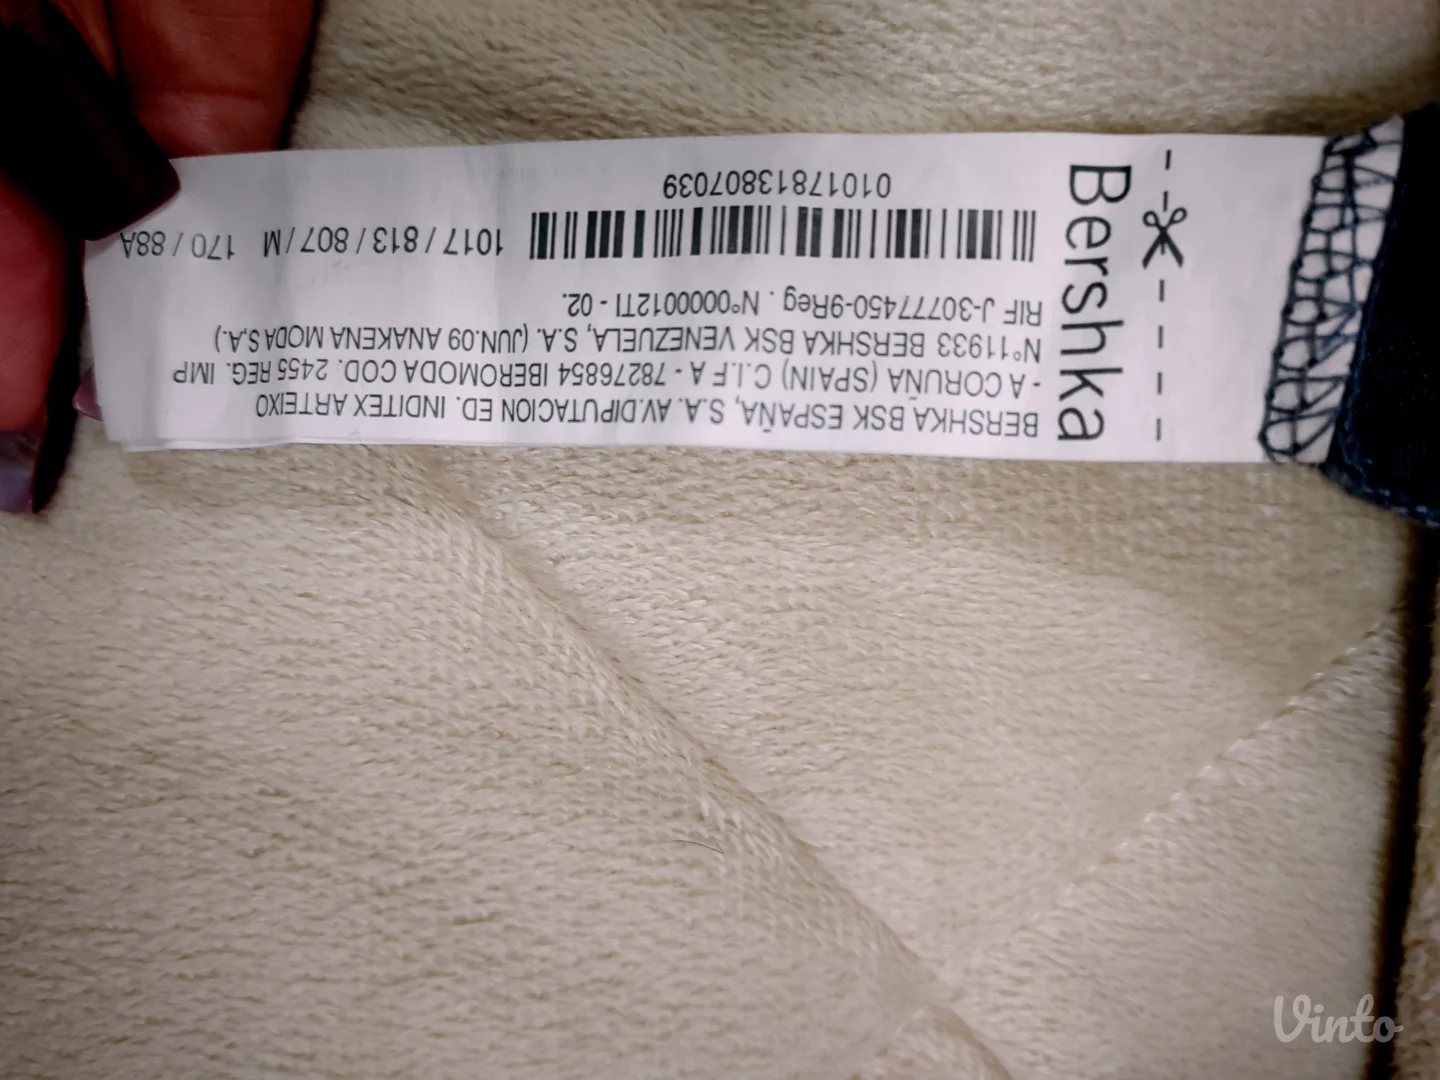 Bershka
BERSHKA BSK ESPAÑA, S.A. AV.DIPUTACION ED. INDITEX ARTEIXO
- A CORUÑA (SPAIN) C.I.F A - 78276854 IBEROMODA COD. 2455 REG. IMP
N°11933 BERSHKA BSK VENEZUELA, S.A. (JUN.09 ANAKENA MODA S.A.)
RIF J-30777450-9Reg . N°0000012TI - 02.
1017 / 813 / 807 / M 170 / 88A
01017813807039
Vinto